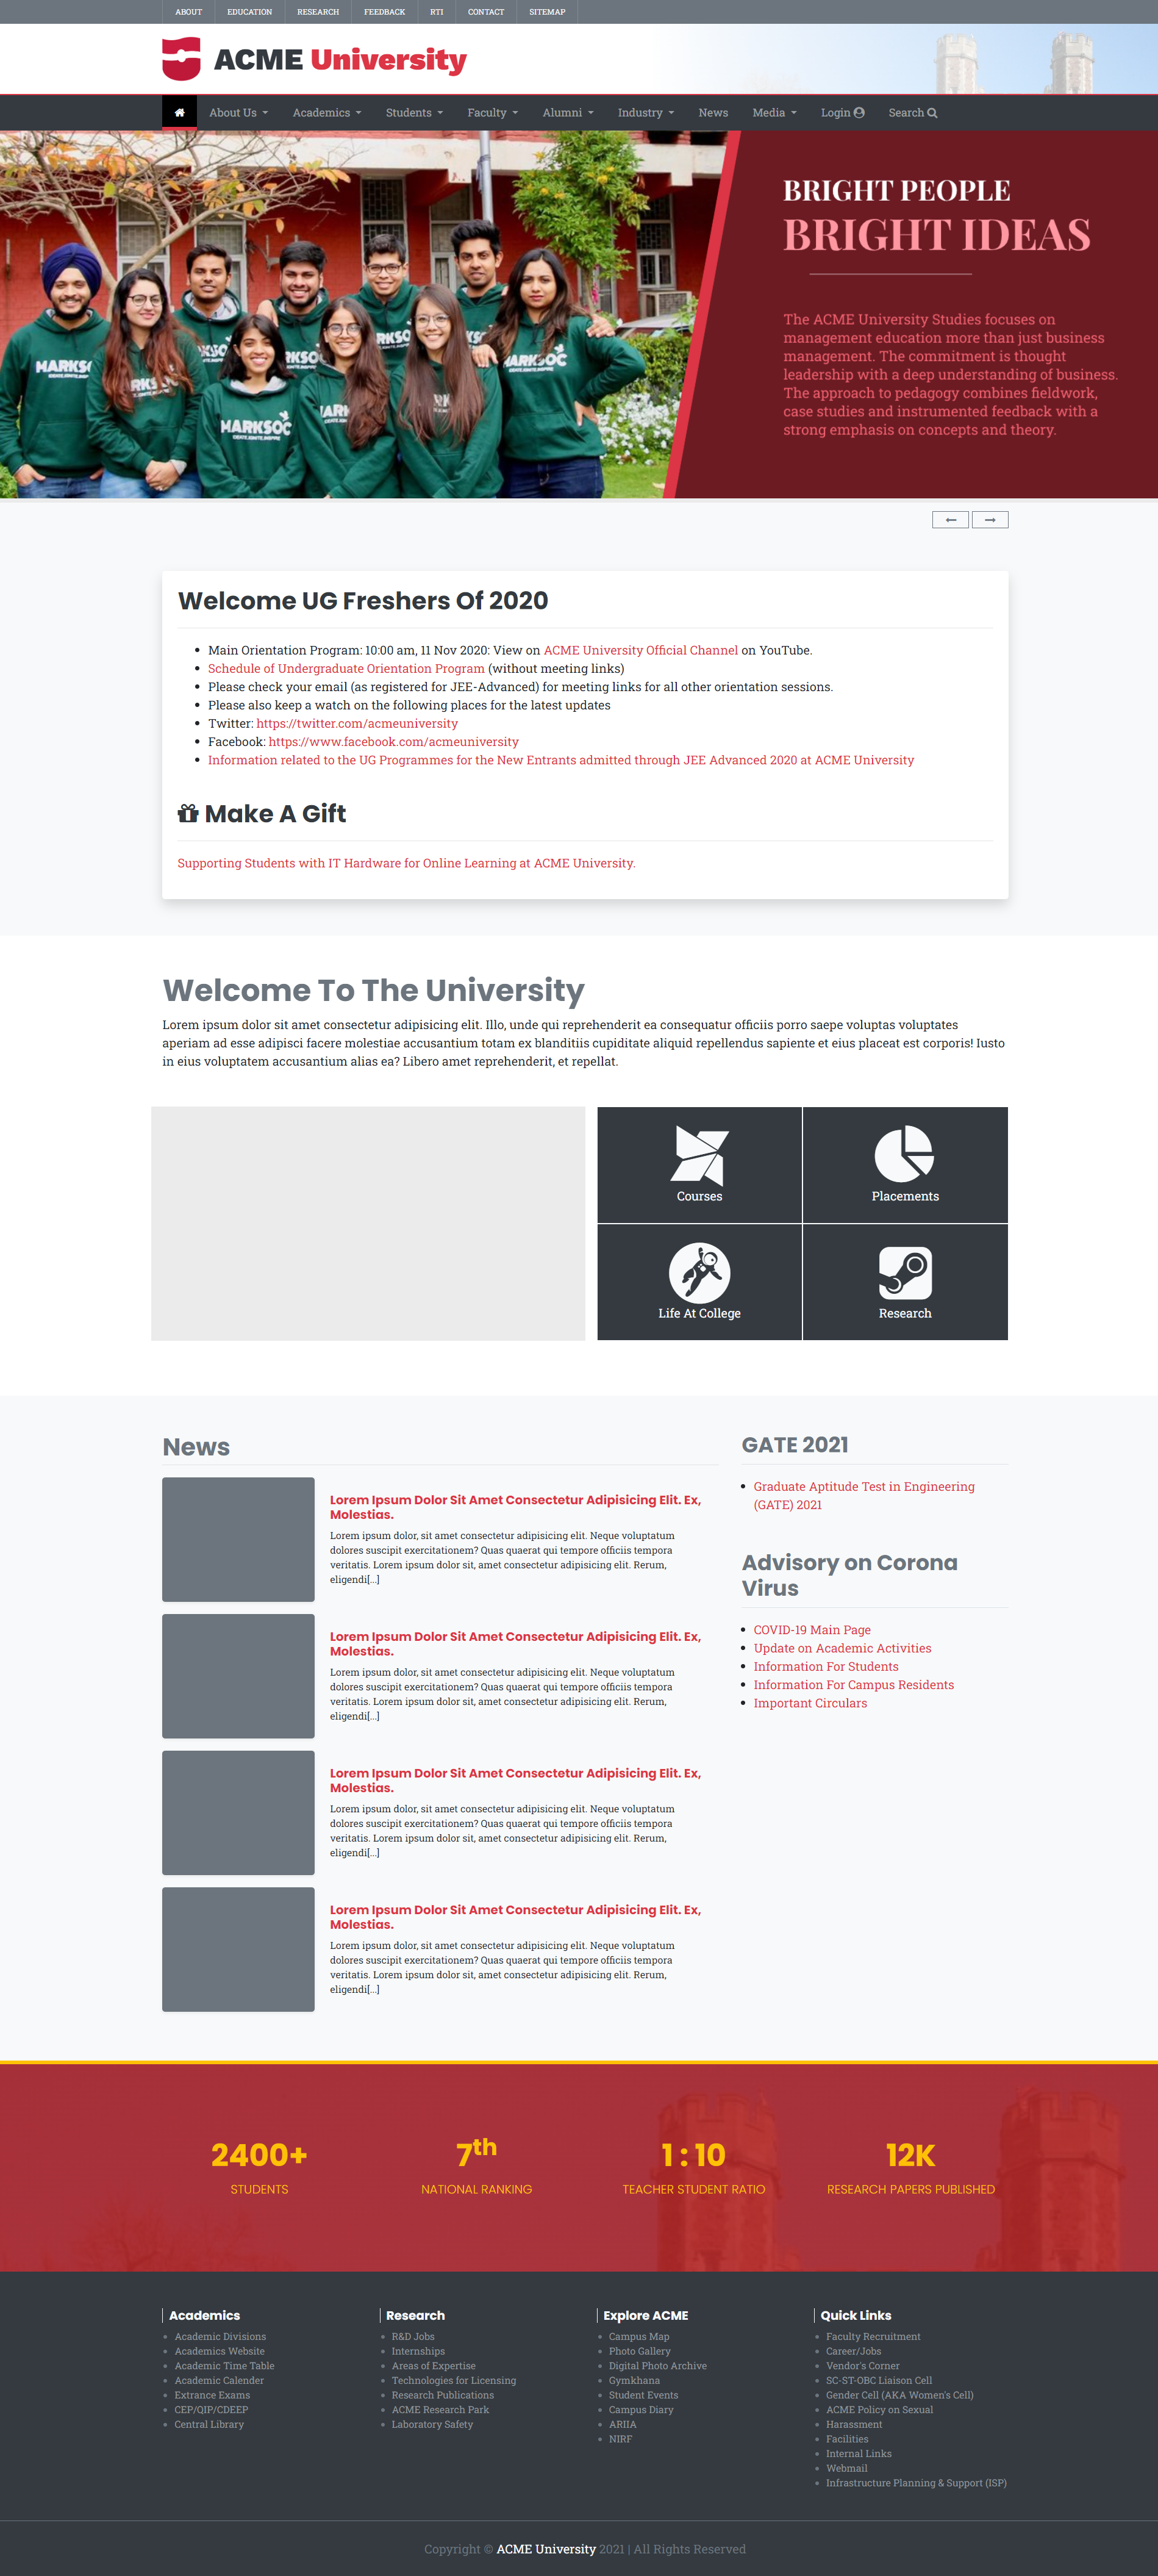 ABOUT EDUCATION RESEARCH FEEDBACK RTI CONTACT SITEMAP
ACME University
About Us Academics Students Faculty Alumni Industry News Media Login Search
BRIGHT PEOPLE
BRIGHT IDEAS
The ACME University Studies focuses on
management education more than just business
management. The commitment is thought
leadership with a deep understanding of business.
The approach to pedagogy combines fieldwork,
case studies and instrumented feedback with a
strong emphasis on concepts and theory.
MARKSOC
CREATE.IGNITE.INSPIRE
MARKSOC
CREATE.IGNITE.INSPIRE
Welcome UG Freshers Of 2020
Main Orientation Program: 10:00 am, 11 Nov 2020: View on ACME University Official Channel on YouTube.
Schedule of Undergraduate Orientation Program (without meeting links)
Please check your email (as registered for JEE-Advanced) for meeting links for all other orientation sessions.
Please also keep a watch on the following places for the latest updates
Twitter: https://twitter.com/acmeuniversity
Facebook: https://www.facebook.com/acmeuniversity
Information related to the UG Programmes for the New Entrants admitted through JEE Advanced 2020 at ACME University
Make A Gift
Supporting Students with IT Hardware for Online Learning at ACME University.
Welcome To The University
Lorem ipsum dolor sit amet consectetur adipisicing elit. Illo, unde qui reprehenderit ea consequatur officiis porro saepe voluptas voluptates
aperiam ad esse adipisci facere molestiae accusantium totam ex blanditiis cupiditate aliquid repellendus sapiente et eius placeat est corporis! Iusto
in eius voluptatem accusantium alias ea? Libero amet reprehenderit, et repellat.
Courses
Placements
Life At College
Research
News
Lorem Ipsum Dolor Sit Amet Consectetur Adipisicing Elit. Ex,
Molestias.
Lorem ipsum dolor, sit amet consectetur adipisicing elit. Neque voluptatum
dolores suscipit exercitationem? Quas quaerat qui tempore officiis tempora
veritatis. Lorem ipsum dolor sit, amet consectetur adipisicing elit. Rerum,
eligendi[...]
Lorem Ipsum Dolor Sit Amet Consectetur Adipisicing Elit. Ex,
Molestias.
Lorem ipsum dolor, sit amet consectetur adipisicing elit. Neque voluptatum
dolores suscipit exercitationem? Quas quaerat qui tempore officiis tempora
veritatis. Lorem ipsum dolor sit, amet consectetur adipisicing elit. Rerum,
eligendi[...]
Lorem Ipsum Dolor Sit Amet Consectetur Adipisicing Elit. Ex,
Molestias.
Lorem ipsum dolor, sit amet consectetur adipisicing elit. Neque voluptatum
dolores suscipit exercitationem? Quas quaerat qui tempore officiis tempora
veritatis. Lorem ipsum dolor sit, amet consectetur adipisicing elit. Rerum,
eligendi[...]
Lorem Ipsum Dolor Sit Amet Consectetur Adipisicing Elit. Ex,
Molestias.
Lorem ipsum dolor, sit amet consectetur adipisicing elit. Neque voluptatum
dolores suscipit exercitationem? Quas quaerat qui tempore officiis tempora
veritatis. Lorem ipsum dolor sit, amet consectetur adipisicing elit. Rerum,
eligendi[...]
GATE 2021
Graduate Aptitude Test in Engineering
(GATE) 2021
Advisory on Corona
Virus
COVID-19 Main Page
Update on Academic Activities
Information For Students
Information For Campus Residents
Important Circulars
2400+
STUDENTS
7th
NATIONAL RANKING
1 : 10
TEACHER STUDENT RATIO
12K
RESEARCH PAPERS PUBLISHED
Academics
Academic Divisions
Academics Website
Academic Time Table
Academic Calender
Extrance Exams
CEP/QIP/CDEEP
Central Library
Research
R&D Jobs
Internships
Areas of Expertise
Technologies for Licensing
Research Publications
ACME Research Park
Laboratory Safety
Explore ACME
Campus Map
Photo Gallery
Digital Photo Archive
Gymkhana
Student Events
Campus Diary
ARIIA
NIRF
Quick Links
Faculty Recruitment
Career/Jobs
Vendor's Corner
SC-ST-OBC Liaison Cell
Gender Cell (AKA Women's Cell)
ACME Policy on Sexual
Harassment
Facilities
Internal Links
Webmail
Infrastructure Planning & Support (ISP)
Copyright © ACME University 2021 | All Rights Reserved